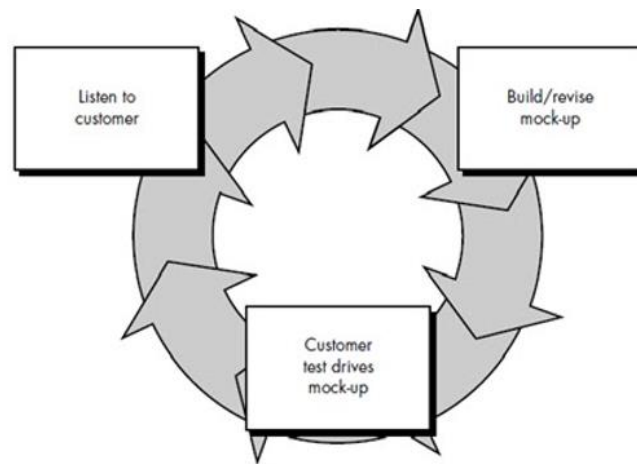 Listen to
customer
Build/revise
mock-up
Customer
test drives
mock-up